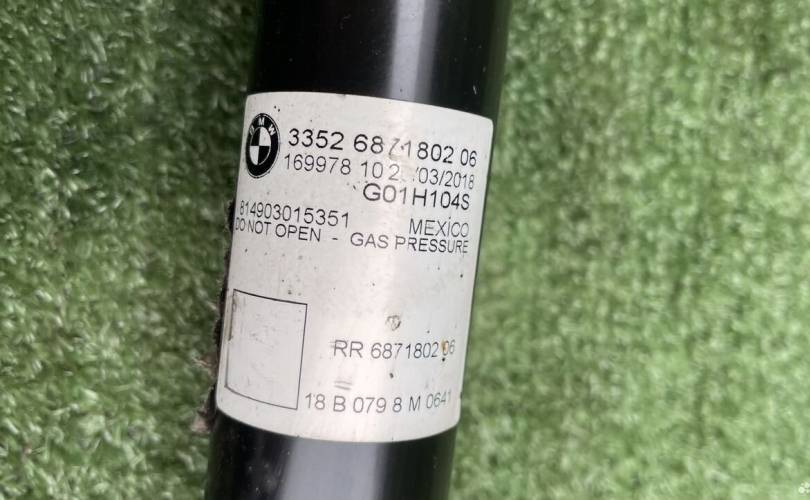 BMW
3352 6871802 06
169978 10 2 /03/2018
G01H104S
814903015351 MEXICO
DO NOT OPEN - GAS PRESSURE
RR 6871802 06
18 B 079 8 M 0641